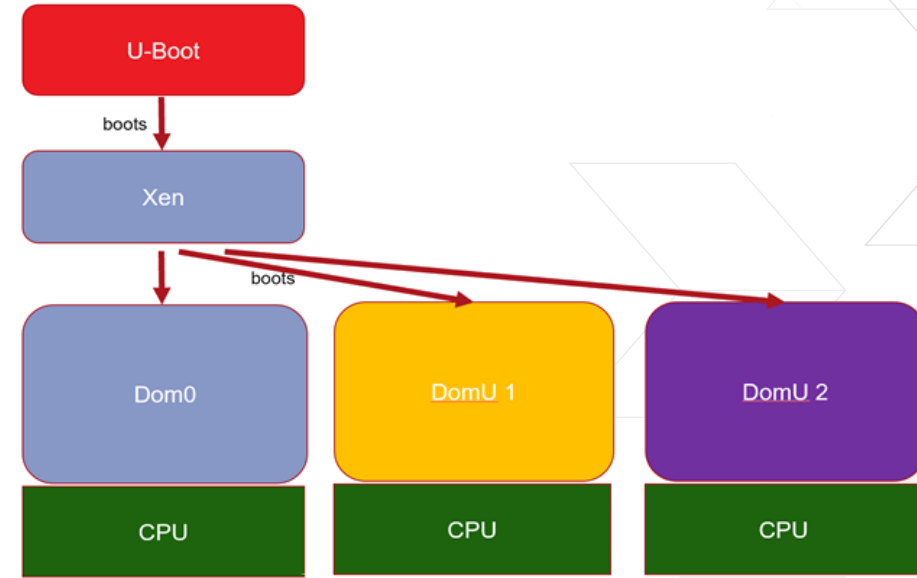 U-Boot
boots
Xen
boots
Dom0
DomU 1
DomU 2
CPU
CPU
CPU